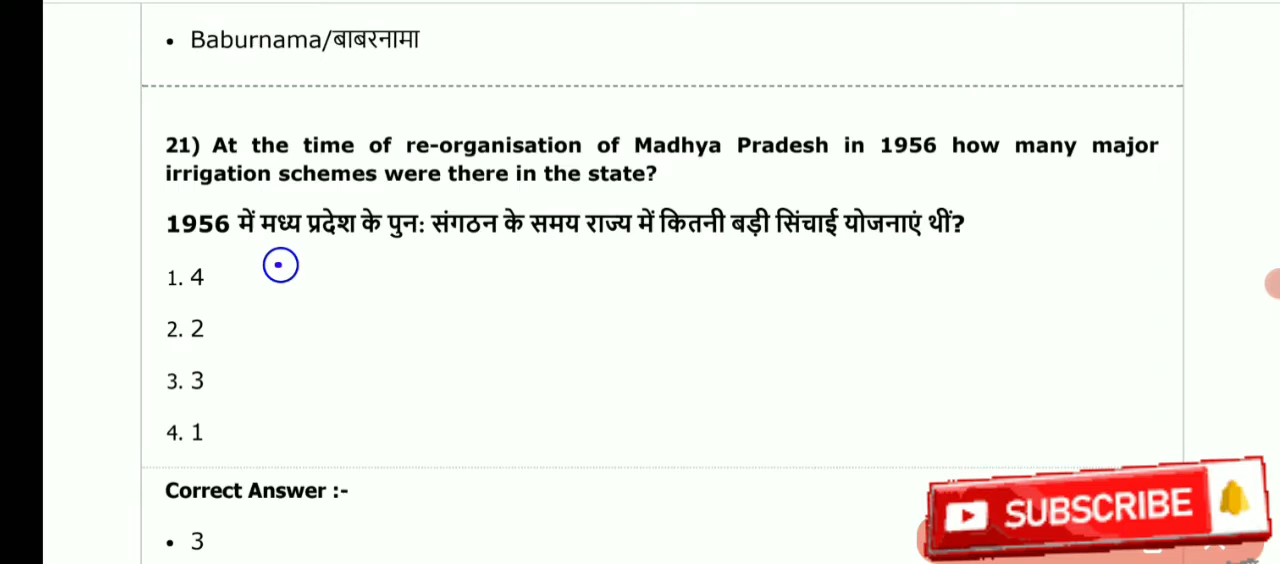 • Baburnama/बाबरनामा
21) At the time of re-organisation of Madhya Pradesh in 1956 how many major
irrigation schemes were there in the state?
1956 में मध्य प्रदेश के पुन: संगठन के समय राज्य में कितनी बड़ी सिंचाई योजनाएं थीं?
1. 4
2. 2
3. 3
4. 1
Correct Answer :-
• 3
SUBSCRIBE